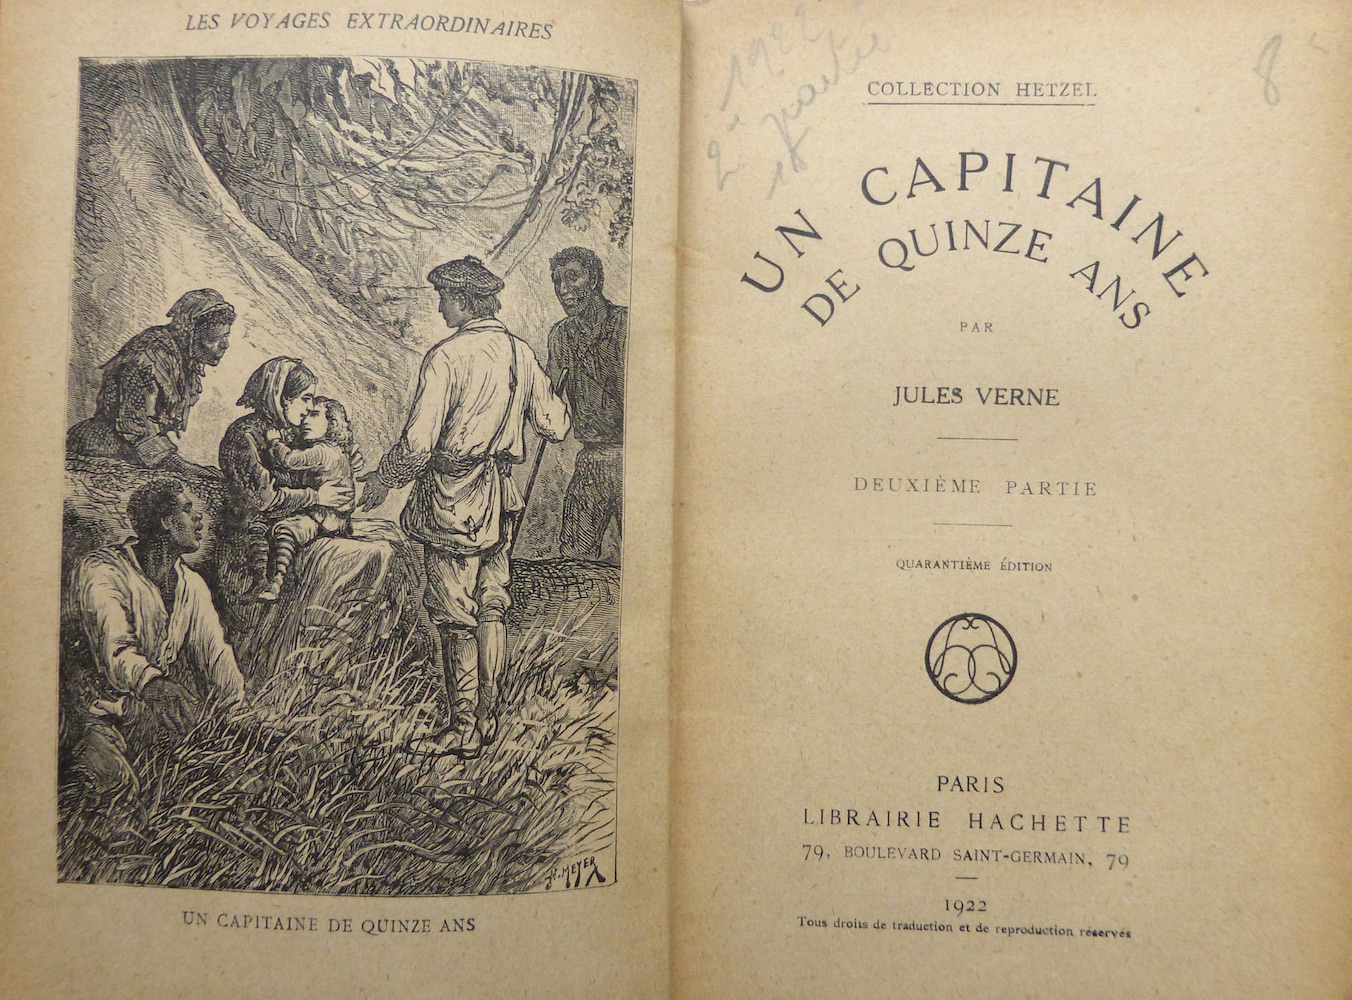 LES VOYAGES EXTRAORDINAIRES
H. MEYER
UN CAPITAINE DE QUINZE ANS
1922
2e partie
18
8
COLLECTION HETZEL
UN CAPITAINE
DE QUINZE ANS
PAR
JULES VERNE
DEUXIÈME PARTIE
QUARANTIÈME ÉDITION
PARIS
LIBRAIRIE HACHETTE
79, BOULEVARD SAINT-GERMAIN, 79
1922
Tous droits de traduction et de reproduction réservés